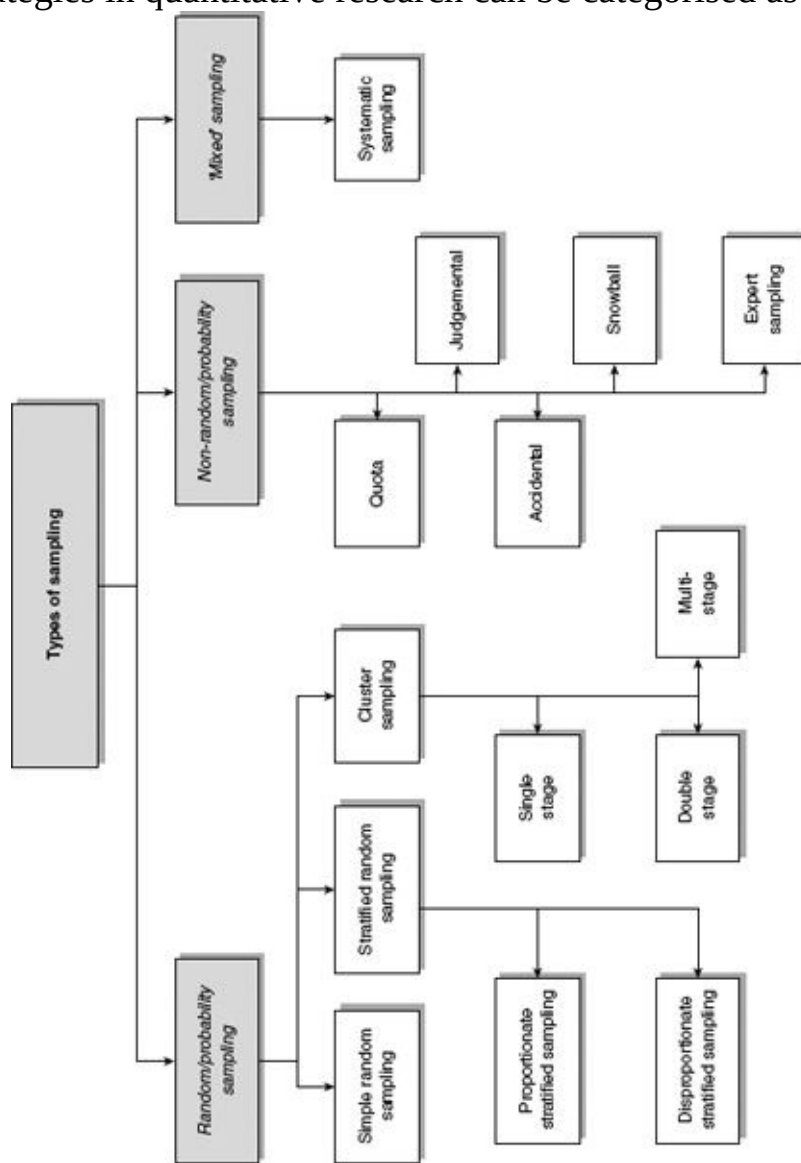 tegies in quantitative research can be categorised as
Types of sampling
Random/probability
sampling
Non-random/probability
sampling
'Mixed' sampling
Simple random
sampling
Stratified random
sampling
Cluster
sampling
Systematic
sampling
Proportionate
stratified sampling
Disproportionate
stratified sampling
Single
stage
Double
stage
Multi-
stage
Quota
Judgemental
Accidental
Snowball
Expert
sampling